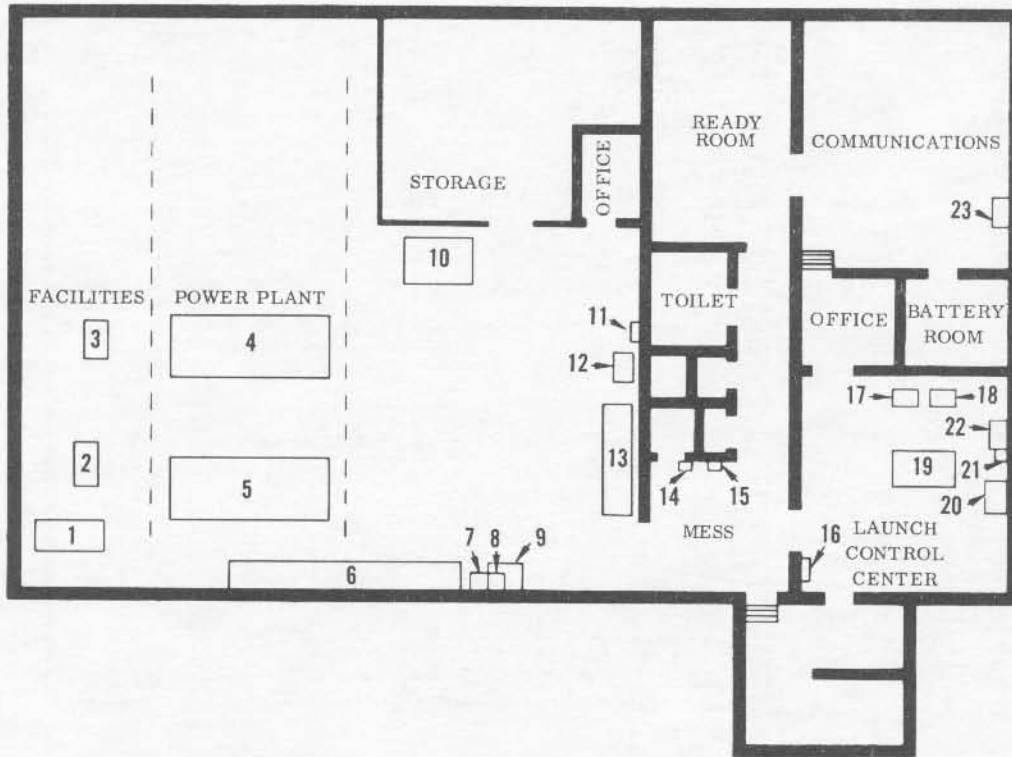 READY
ROOM
COMMUNICATIONS
STORAGE
OFFICE
23
10
FACILITIES
POWER PLANT
TOILET
OFFICE
BATTERY
ROOM
3
4
11
12
17
18
22
2
5
13
19
21
14
15
20
1
MESS
LAUNCH
CONTROL
CENTER
16
6
7
8
9